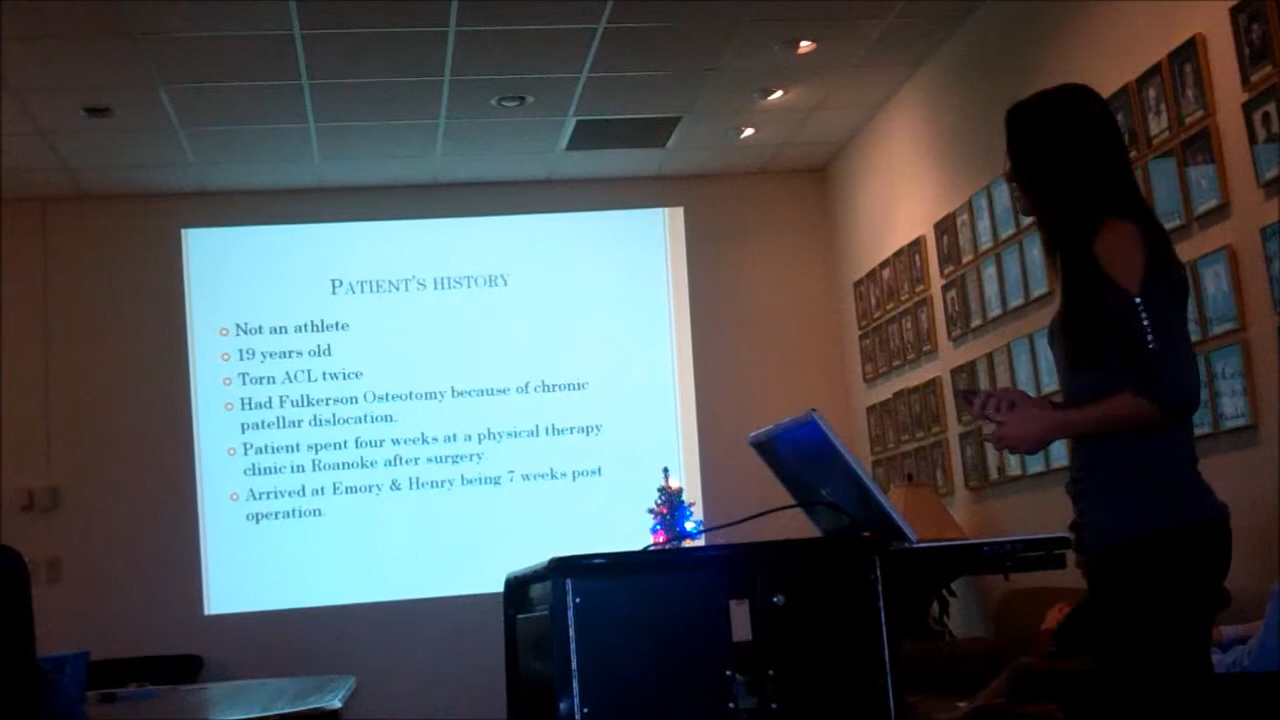 PATIENT'S HISTORY
Not an athlete
19 years old
Torn ACL twice
Had Fulkerson Osteotomy because of chronic
patellar dislocation.
Patient spent four weeks at a physical therapy
clinic in Roanoke after surgery.
Arrived at Emory & Henry being 7 weeks post
operation.